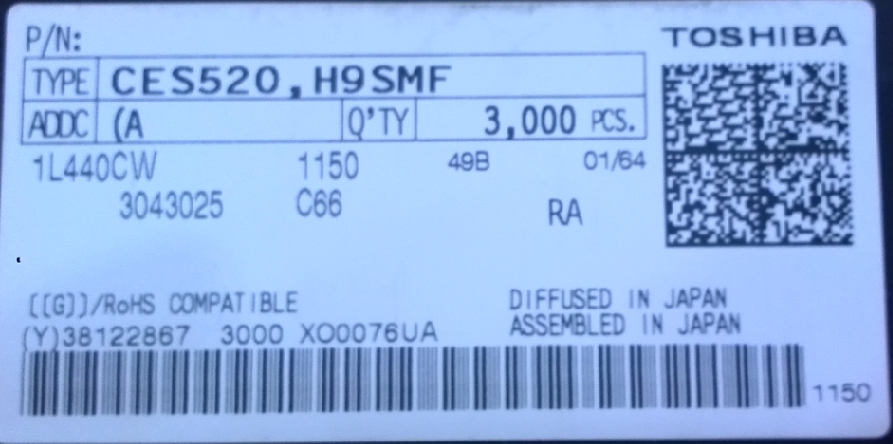 P/N: TOSHIBA
TYPE CES520,H9SMF
ADDC (A Q'TY 3,000 PCS.
1L440CW 1150 49B 01/64
3043025 C66 RA
[[G]]/RoHS COMPATIBLE DIFFUSED IN JAPAN
(Y)38122867 3000 XO0076UA ASSEMBLED IN JAPAN
1150